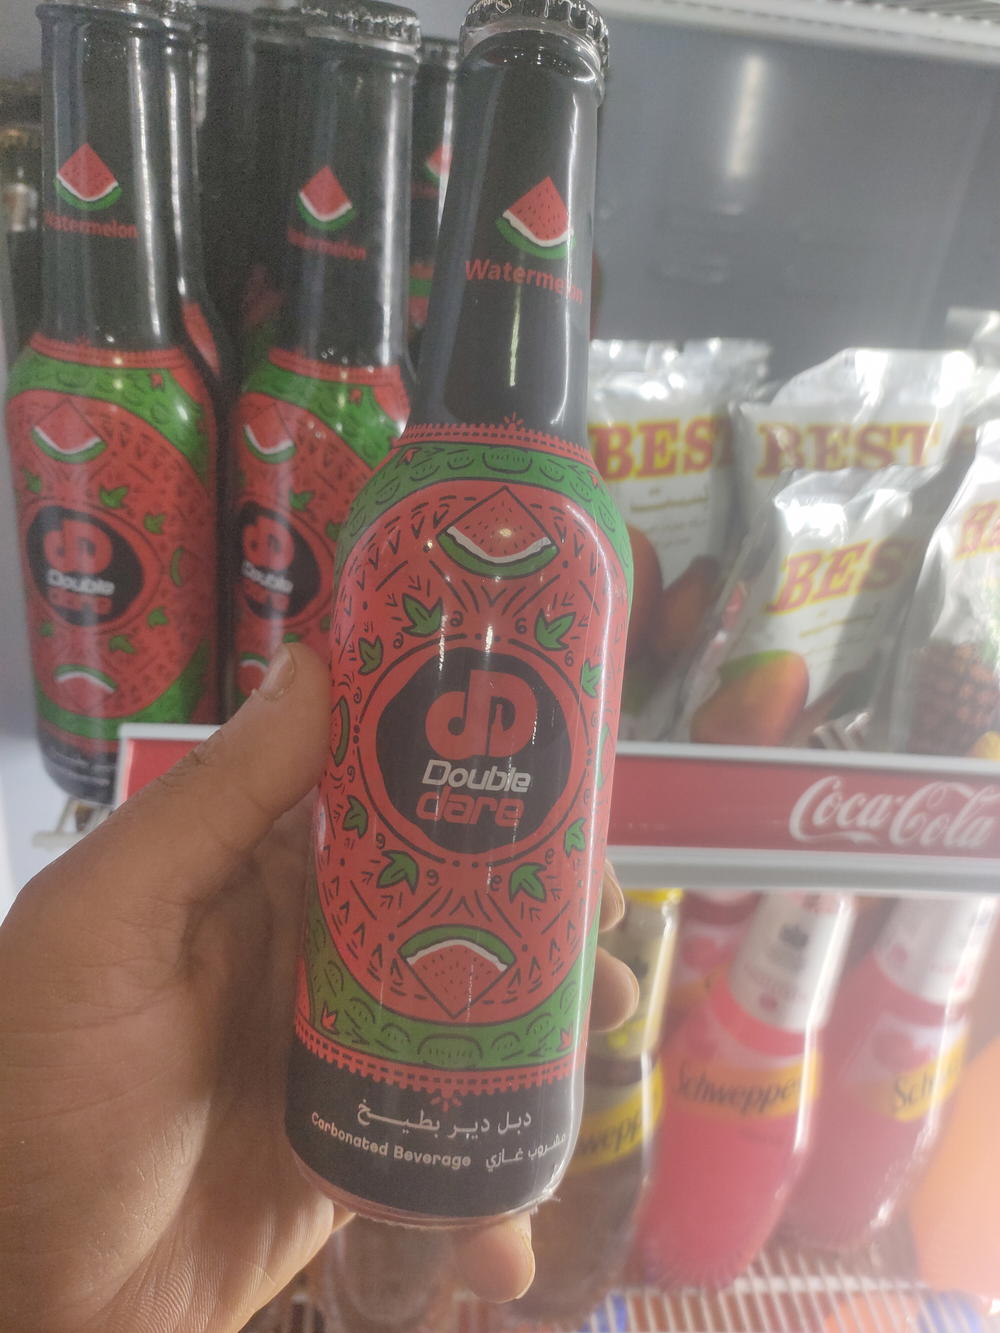 Watermelon
Double
dare
دبل دير بطيخ
Carbonated Beverage مشروب غازي
Watermelon
Double
dare
Watermelon
Double
BEST
BEST
BEST
Coca-Cola
Schweppes